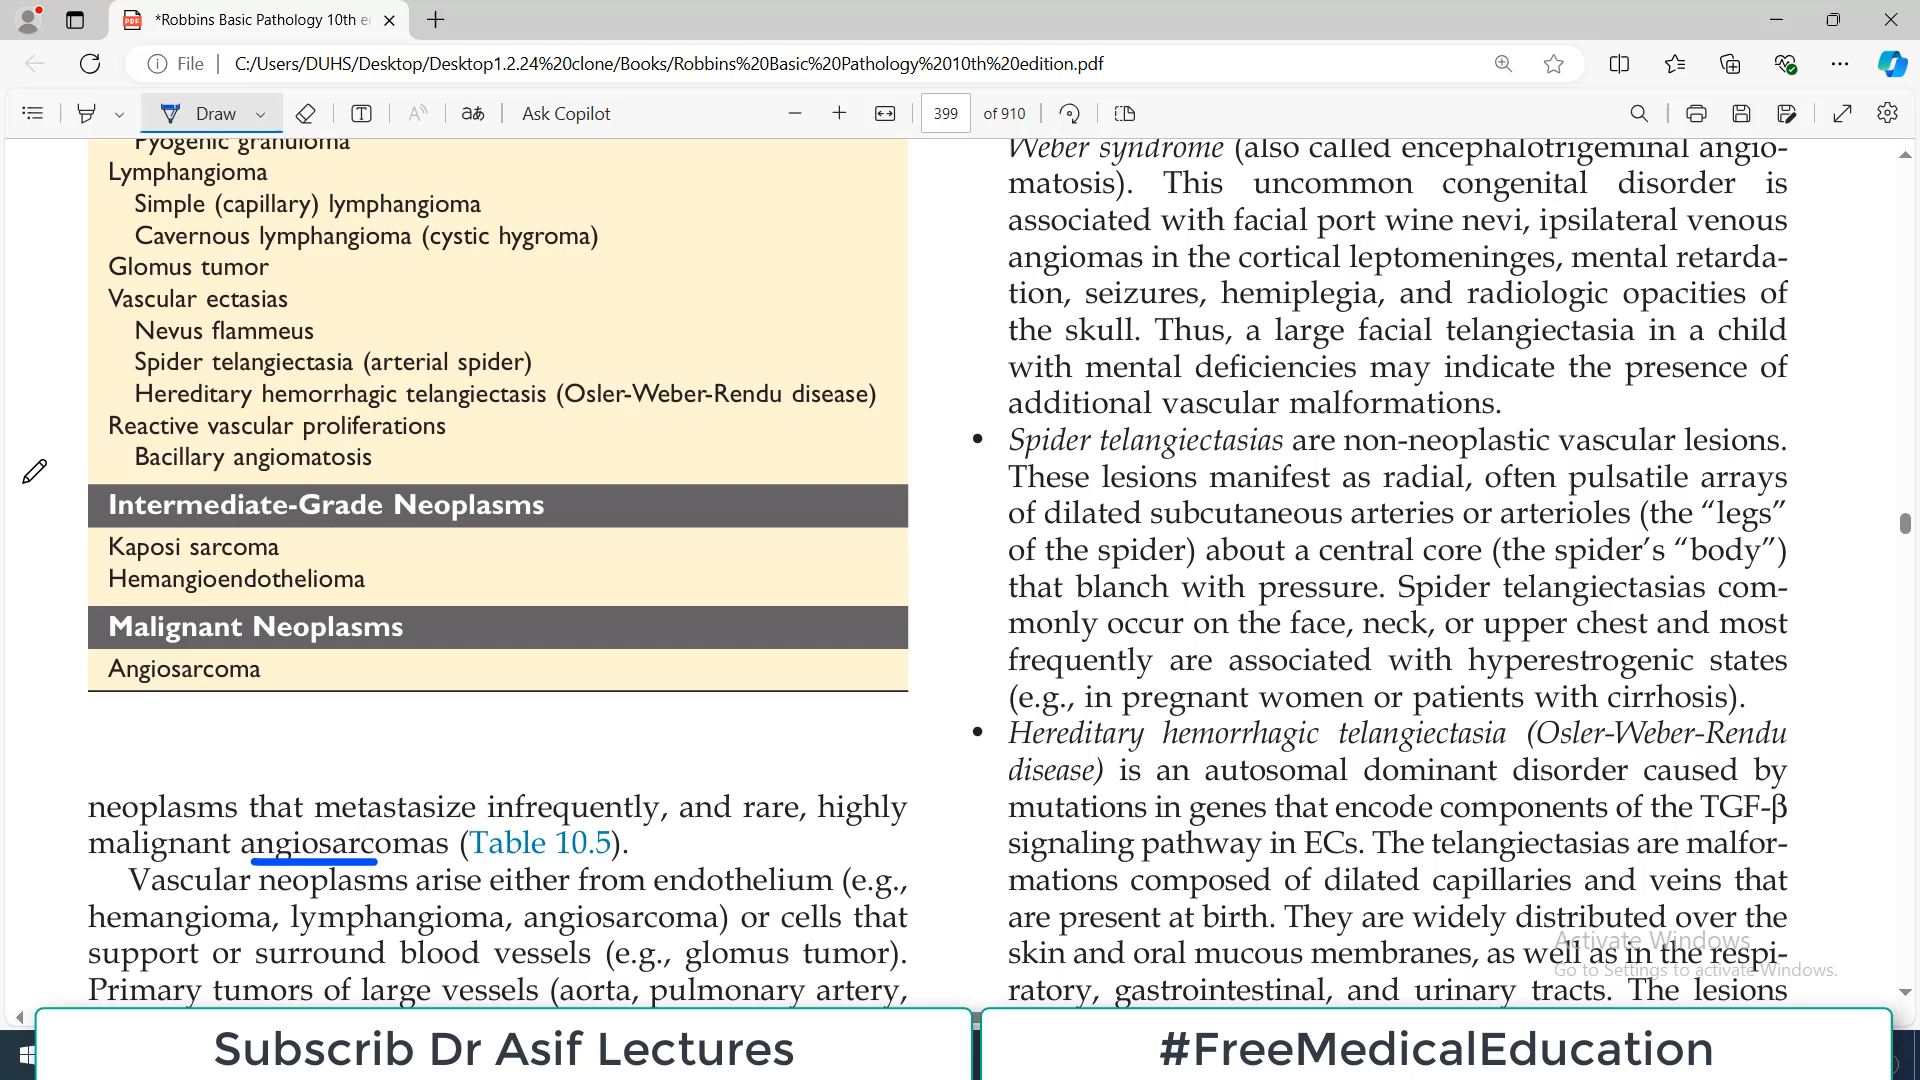 *Robbins Basic Pathology 10th e
File
C:/Users/DUHS/Desktop/Desktop1.2.24%20clone/Books/Robbins%20Basic%20Pathology%2010th%20edition.pdf
Draw
Ask Copilot
399 of 910
Pyogenic granuloma
Lymphangioma
Simple (capillary) lymphangioma
Cavernous lymphangioma (cystic hygroma)
Glomus tumor
Vascular ectasias
Nevus flammeus
Spider telangiectasia (arterial spider)
Hereditary hemorrhagic telangiectasis (Osler-Weber-Rendu disease)
Reactive vascular proliferations
Bacillary angiomatosis
Intermediate-Grade Neoplasms
Kaposi sarcoma
Hemangioendothelioma
Malignant Neoplasms
Angiosarcoma
neoplasms that metastasize infrequently, and rare, highly
malignant angiosarcomas (Table 10.5).
Vascular neoplasms arise either from endothelium (e.g.,
hemangioma, lymphangioma, angiosarcoma) or cells that
support or surround blood vessels (e.g., glomus tumor).
Primary tumors of large vessels (aorta, pulmonary artery,
Weber syndrome (also called encephalotrigeminal angio-
matosis). This uncommon congenital disorder is
associated with facial port wine nevi, ipsilateral venous
angiomas in the cortical leptomeninges, mental retarda-
tion, seizures, hemiplegia, and radiologic opacities of
the skull. Thus, a large facial telangiectasia in a child
with mental deficiencies may indicate the presence of
additional vascular malformations.
• Spider telangiectasias are non-neoplastic vascular lesions.
These lesions manifest as radial, often pulsatile arrays
of dilated subcutaneous arteries or arterioles (the “legs”
of the spider) about a central core (the spider’s “body”)
that blanch with pressure. Spider telangiectasias com-
monly occur on the face, neck, or upper chest and most
frequently are associated with hyperestrogenic states
(e.g., in pregnant women or patients with cirrhosis).
• Hereditary hemorrhagic telangiectasia (Osler-Weber-Rendu
disease) is an autosomal dominant disorder caused by
mutations in genes that encode components of the TGF-β
signaling pathway in ECs. The telangiectasias are malfor-
mations composed of dilated capillaries and veins that
are present at birth. They are widely distributed over the
skin and oral mucous membranes, as well as in the respi-
ratory, gastrointestinal, and urinary tracts. The lesions
Activate Windows
Go to Settings to activate Windows.
Subscrib Dr Asif Lectures
#FreeMedicalEducation